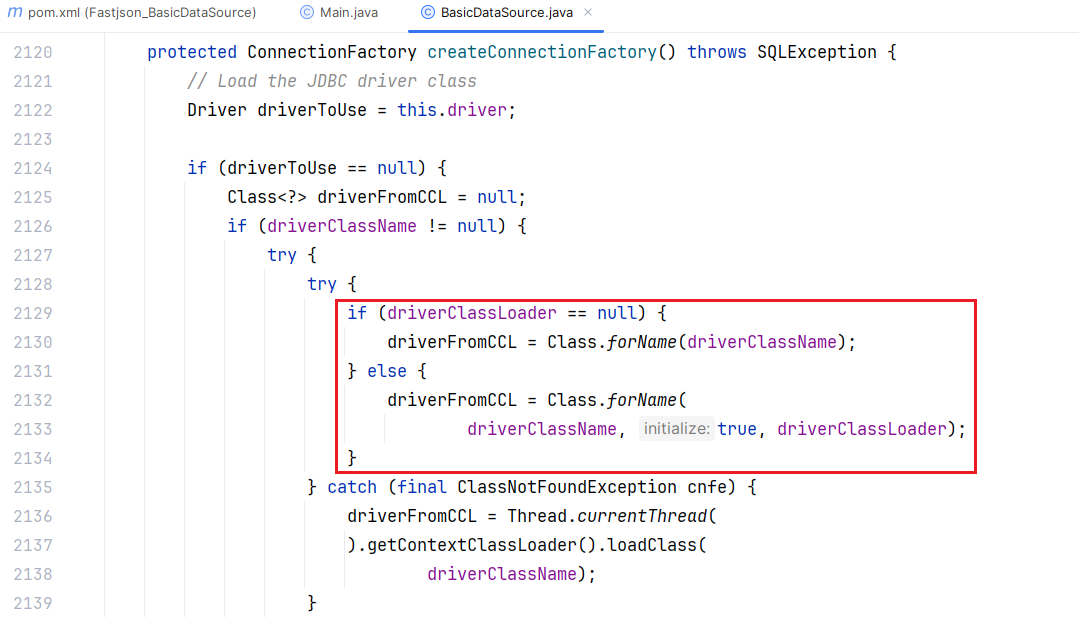 m pom.xml (Fastjson_BasicDataSource) © Main.java © BasicDataSource.java ×
2120 protected ConnectionFactory createConnectionFactory() throws SQLException {
2121 // Load the JDBC driver class
2122 Driver driverToUse = this.driver;
2123
2124 if (driverToUse == null) {
2125 Class<?> driverFromCCL = null;
2126 if (driverClassName != null) {
2127 try {
2128 try {
2129 if (driverClassLoader == null) {
2130 driverFromCCL = Class.forName(driverClassName);
2131 } else {
2132 driverFromCCL = Class.forName(
2133 driverClassName, initialize: true, driverClassLoader);
2134 }
2135 } catch (final ClassNotFoundException cnfe) {
2136 driverFromCCL = Thread.currentThread(
2137 ).getContextClassLoader().loadClass(
2138 driverClassName);
2139 }